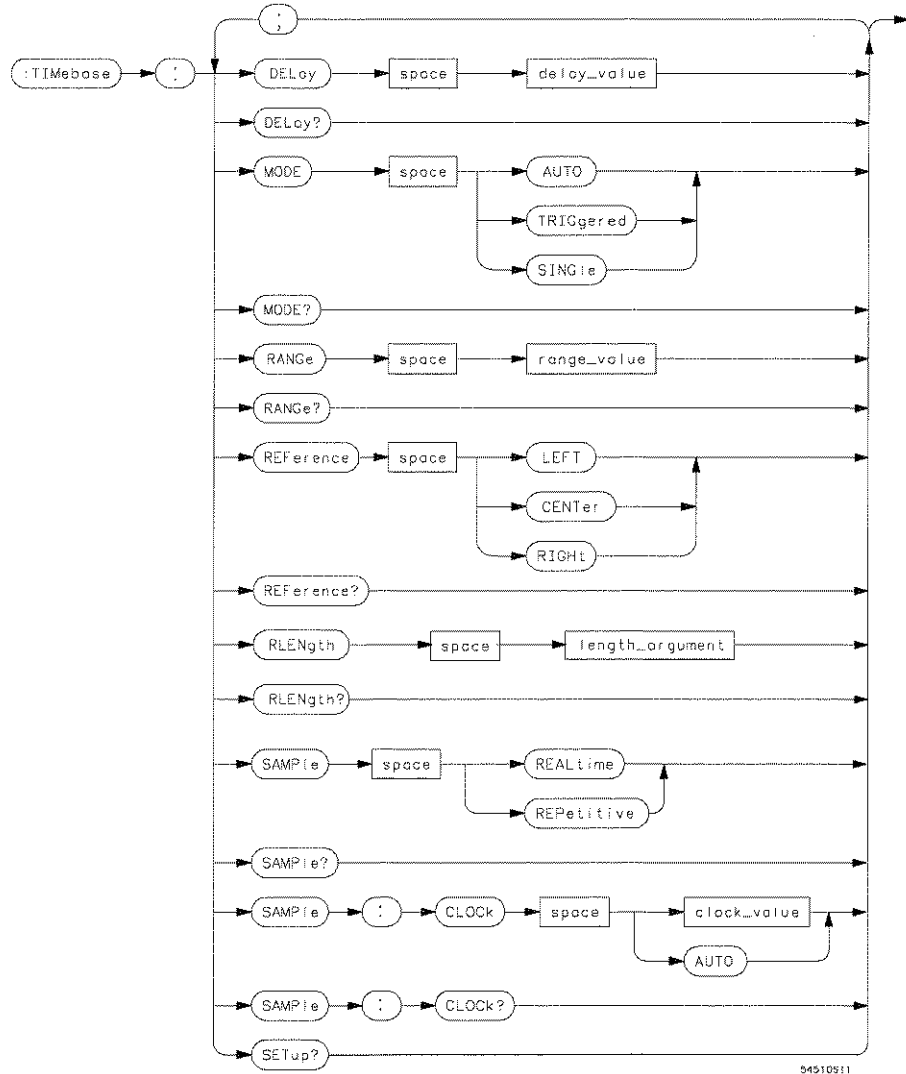 ;
:TIMebase : DELay space delay_value
DELay?
MODE space AUTO
TRIGgered
SINGle
MODE?
RANGe space range_value
RANGe?
REFerence space LEFT
CENTer
RIGHt
REFerence?
RLENgth space length_argument
RLENgth?
SAMPle space REALtime
REPetitive
SAMPle?
SAMPle : CLOCk space clock_value
AUTO
SAMPle : CLOCk?
SETup?
54510S11